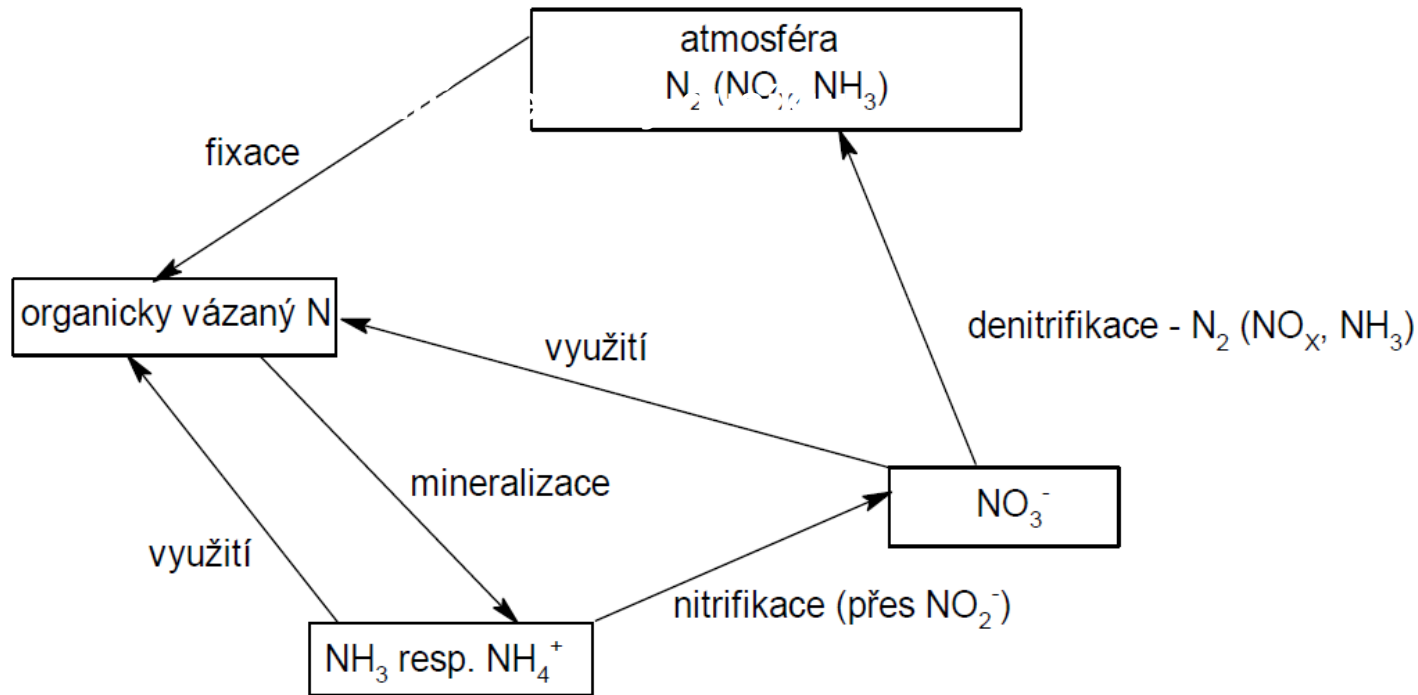 atmosféra
N₂ (NOₓ, NH₃)
fixace
organicky vázaný N
využití
denitrifikace - N₂ (NOₓ, NH₃)
mineralizace
NO₃⁻
využití
nitrifikace (přes NO₂⁻)
NH₃ resp. NH₄⁺